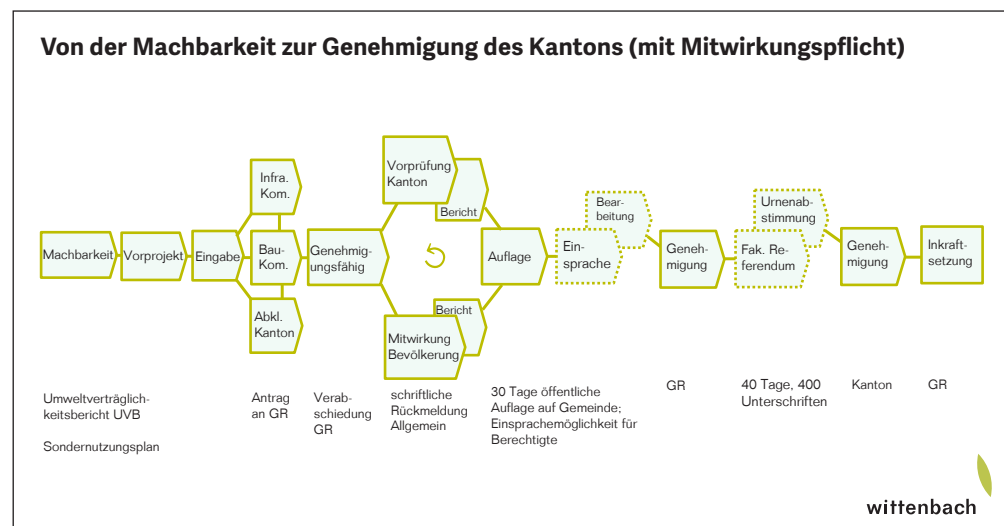 Von der Machbarkeit zur Genehmigung des Kantons (mit Mitwirkungspflicht)
Machbarkeit
Vorprojekt
Eingabe
Infra.
Kom.
Bau-
Kom.
Abkl.
Kanton
Genehmig-
ungsfähig
Vorprüfung
Kanton
Bericht
Bericht
Mitwirkung
Bevölkerung
Auflage
Ein-
sprache
Bear-
beitung
Geneh-
migung
Urnenab-
stimmung
Fak. Re-
ferendum
Geneh-
migung
Inkraft-
setzung
Umweltverträglich-
keitsbericht UVB
Sondernutzungsplan
Antrag
an GR
Verab-
schiedung
GR
schriftliche
Rückmeldung
Allgemein
30 Tage öffentliche
Auflage auf Gemeinde;
Einsprachemöglichkeit für
Berechtigte
GR
40 Tage, 400
Unterschriften
Kanton
GR
wittenbach